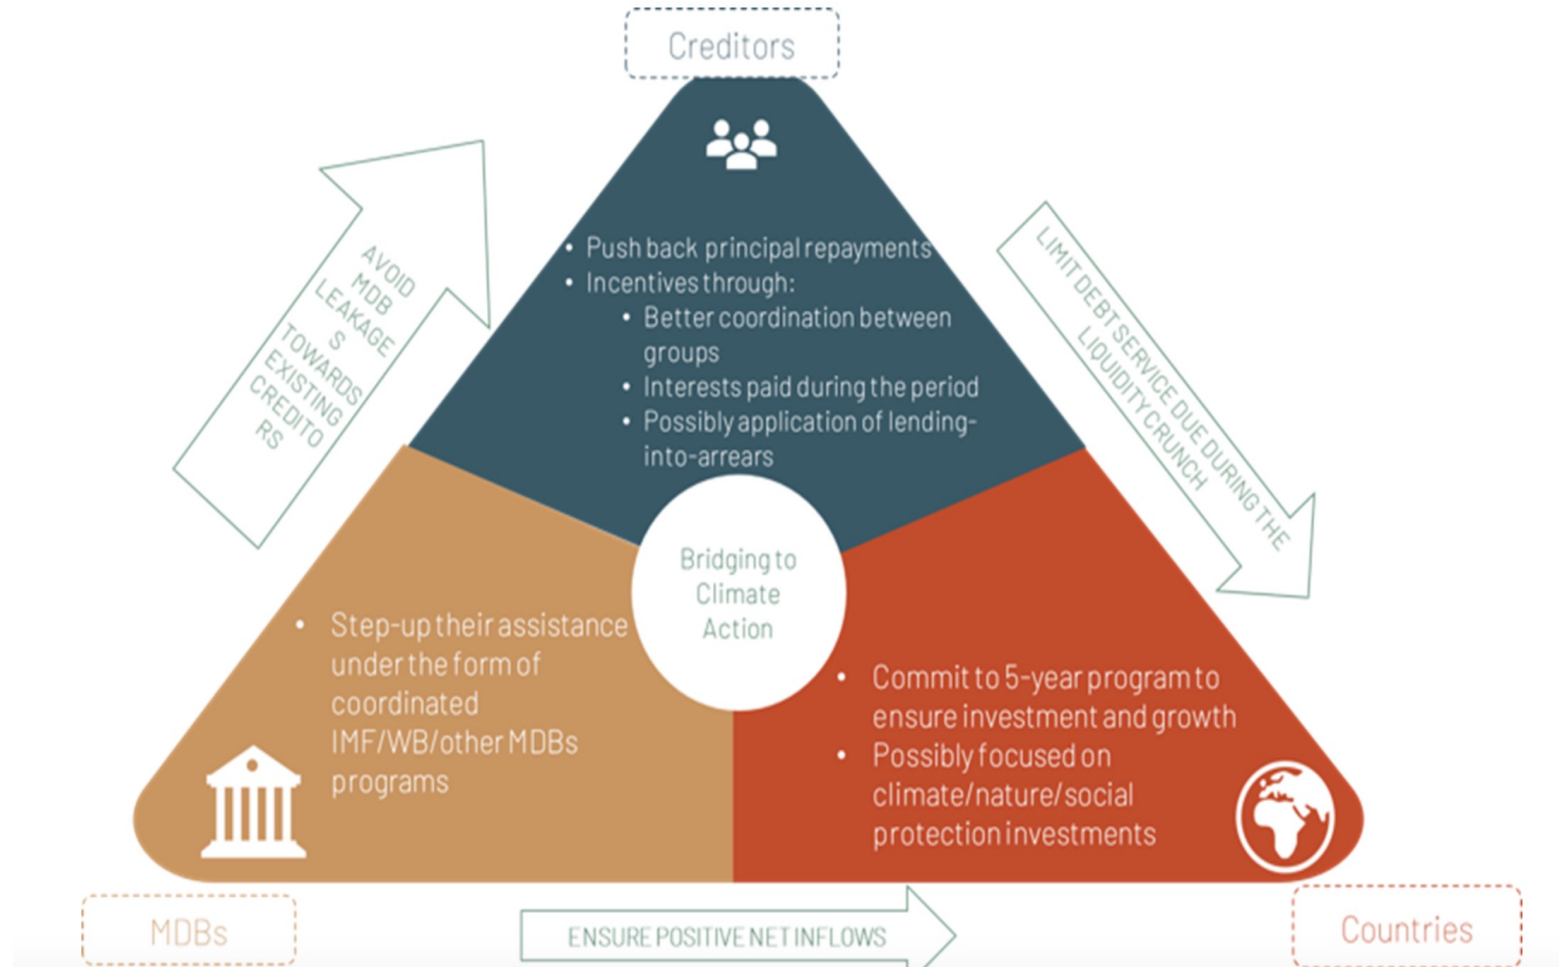 Creditors
• Push back principal repayments
• Incentives through:
• Better coordination between
groups
• Interests paid during the period
• Possibly application of lending-
into-arrears
AVOID
MDB
LEAKAGE
S
TOWARDS
EXISTING
CREDITO
RS
LIMIT DEBT SERVICE DUE DURING THE
LIQUIDITY CRUNCH
Bridging to
Climate
Action
• Step-up their assistance
under the form of
coordinated
IMF/WB/other MDBs
programs
• Commit to 5-year program to
ensure investment and growth
• Possibly focused on
climate/nature/social
protection investments
MDBs
ENSURE POSITIVE NET INFLOWS
Countries